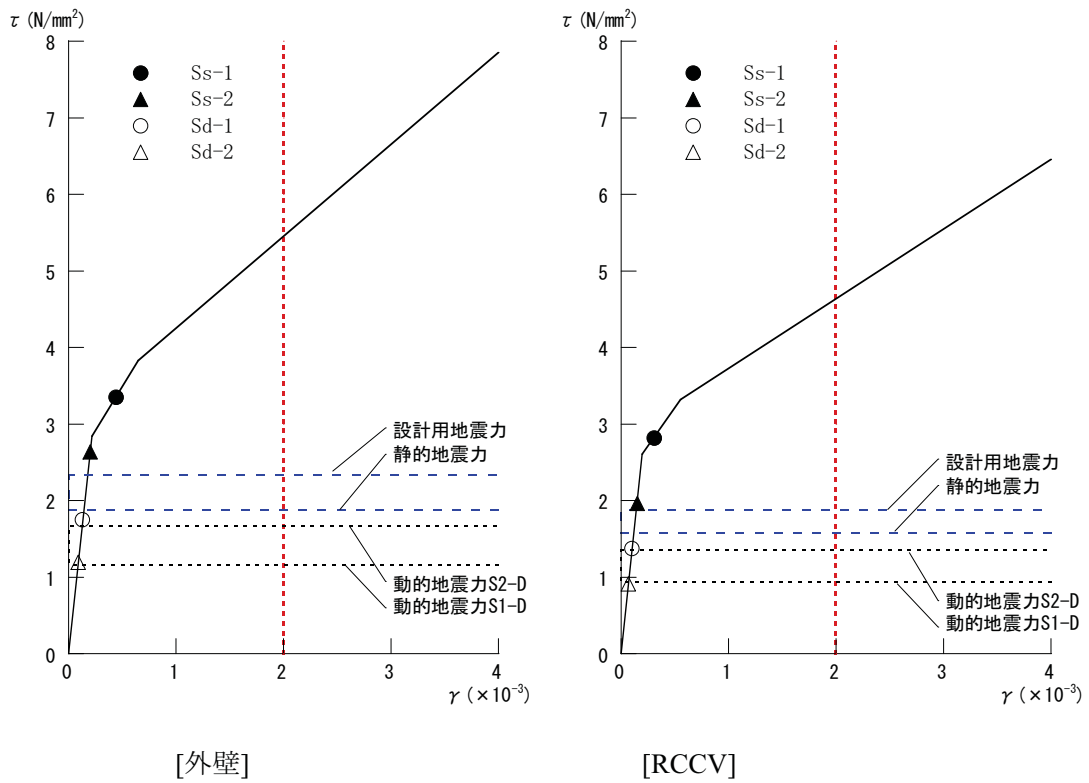 τ (N/mm²)
8
7
6
5
4
3
2
1
0
Ss-1
Ss-2
Sd-1
Sd-2
設計用地震力
静的地震力
動的地震力S2-D
動的地震力S1-D
0 1 2 3 4
γ (×10⁻³)
[外壁]
τ (N/mm²)
8
7
6
5
4
3
2
1
0
Ss-1
Ss-2
Sd-1
Sd-2
設計用地震力
静的地震力
動的地震力S2-D
動的地震力S1-D
0 1 2 3 4
γ (×10⁻³)
[RCCV]